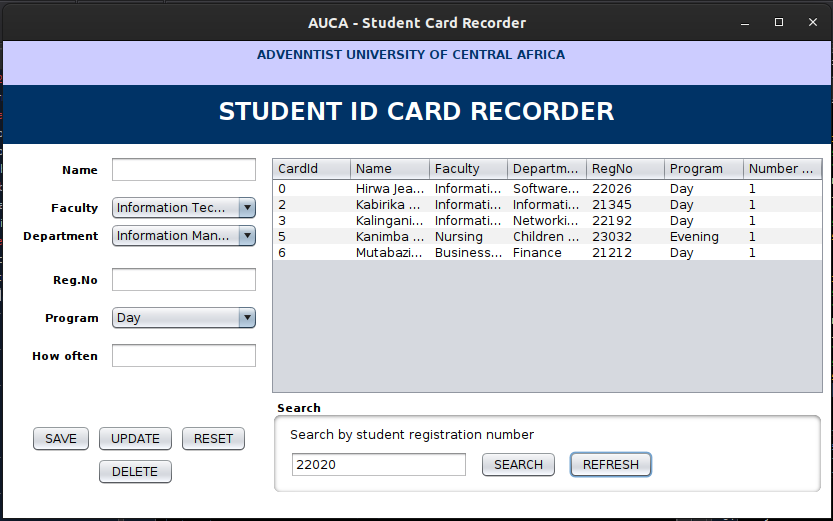 AUCA - Student Card Recorder
ADVENNTIST UNIVERSITY OF CENTRAL AFRICA
STUDENT ID CARD RECORDER
Name
Faculty Information Tec...
Department Information Man...
Reg.No
Program Day
How often
SAVE UPDATE RESET
DELETE
CardId Name Faculty Departm... RegNo Program Number ...
0 Hirwa Jea... Informati... Software... 22026 Day 1
2 Kabirika ... Informati... Informati... 21345 Day 1
3 Kalingani... Informati... Networki... 22192 Day 1
5 Kanimba ... Nursing Children ... 23032 Evening 1
6 Mutabazi... Business... Finance 21212 Day 1
Search
Search by student registration number
22020 SEARCH REFRESH